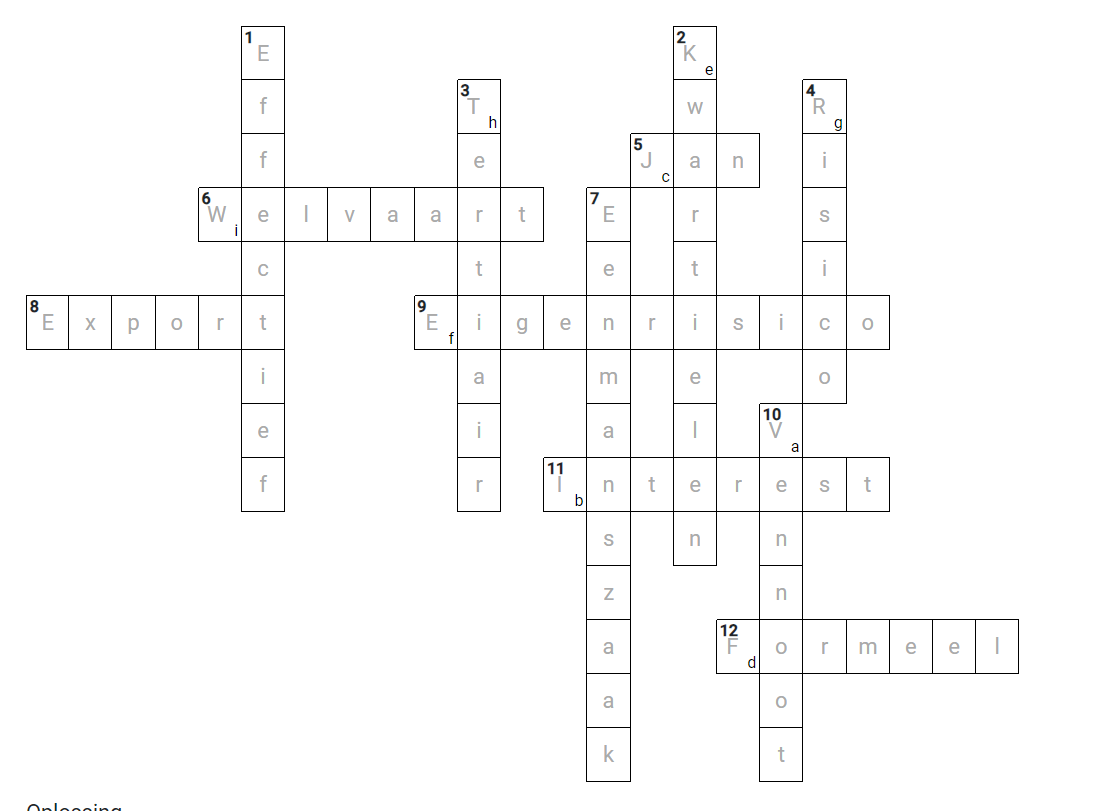 1 E 2 K e
f 3 T h w 4 R g
f e 5 J c a n i
6 W i e l v a a r t 7 E r s
c t e t i
8 E x p o r t 9 E f i g e n r i s i c o
i a m e o
e i a l 10 V a
f r 11 I b n t e r e s t
s n n
z n
a 12 F d o r m e e l
a o
k t
Oplossing